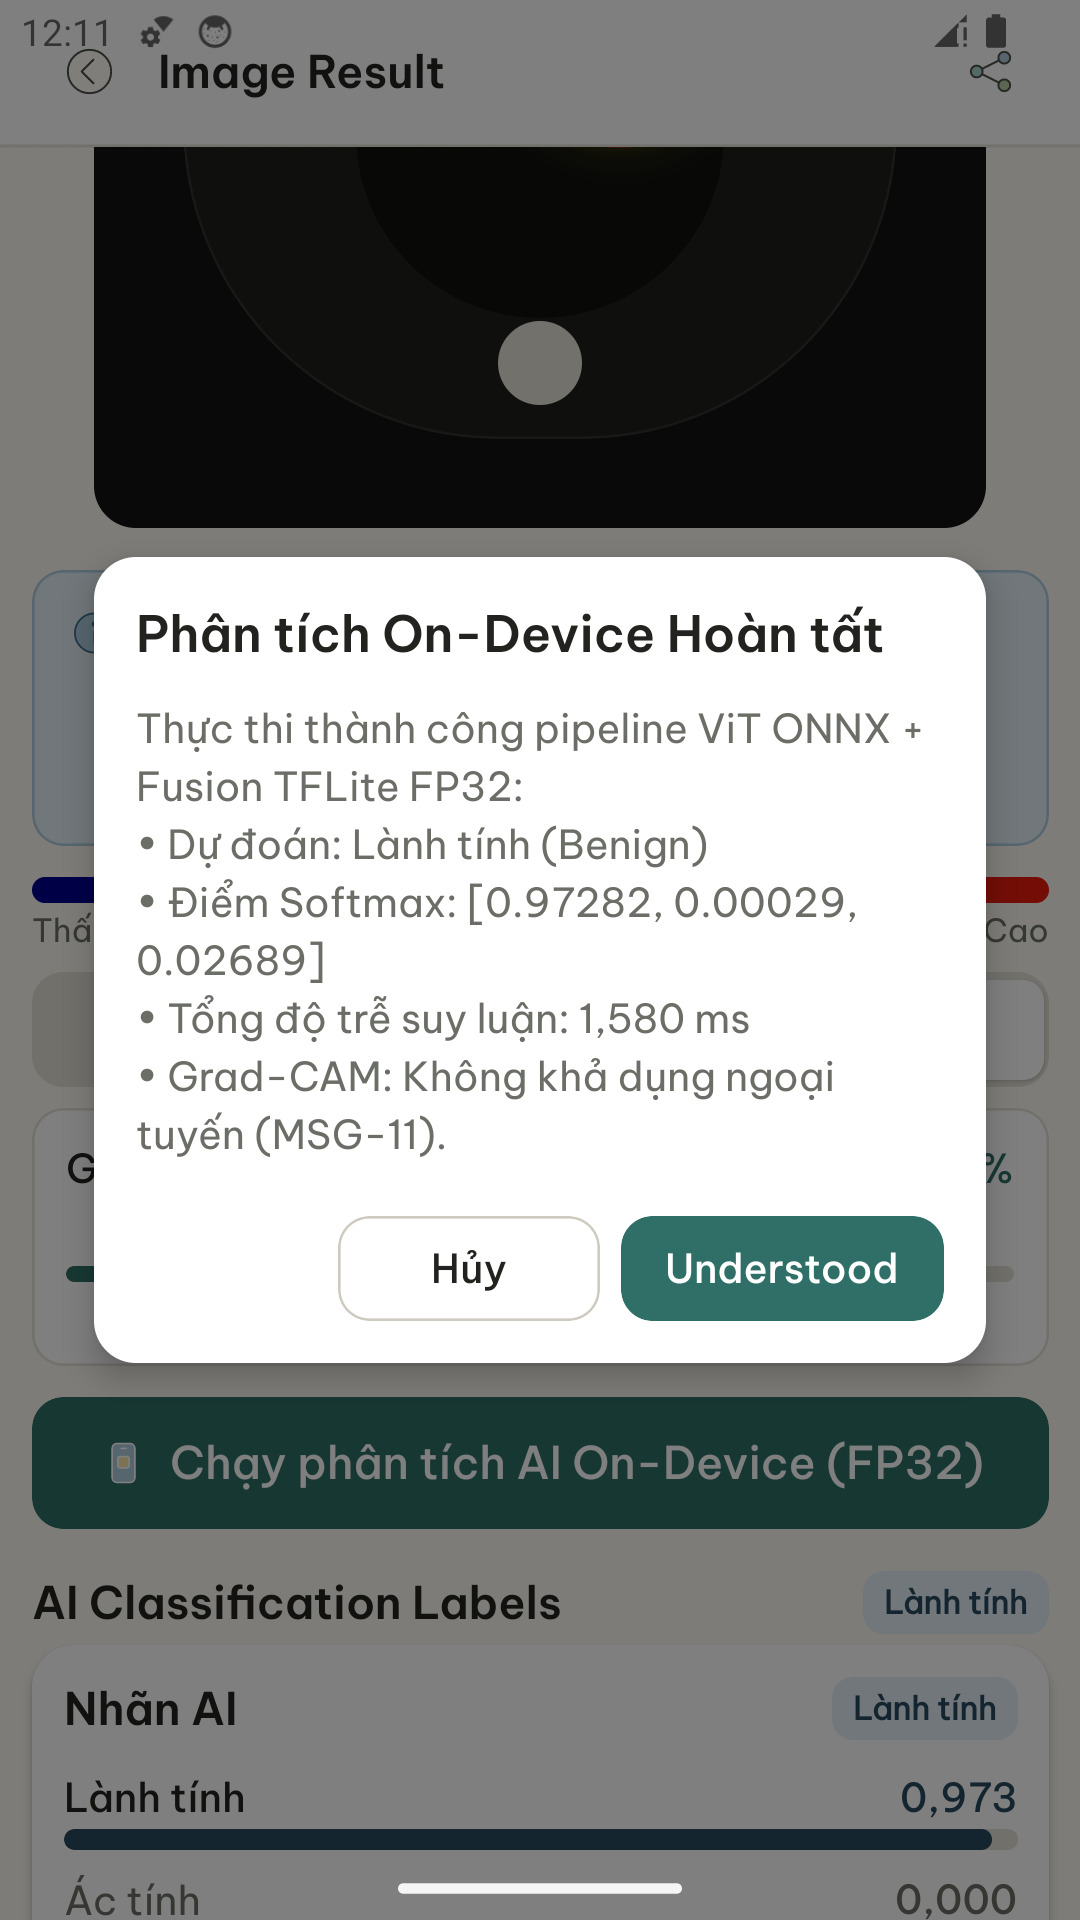 12:11
Image Result
Phân tích On-Device Hoàn tất
Thực thi thành công pipeline ViT ONNX +
Fusion TFLite FP32:
• Dự đoán: Lành tính (Benign)
• Điểm Softmax: [0.97282, 0.00029,
0.02689]
• Tổng độ trễ suy luận: 1,580 ms
• Grad-CAM: Không khả dụng ngoại
tuyến (MSG-11).
Cao
%
Hủy
Understood
Chạy phân tích AI On-Device (FP32)
AI Classification Labels
Lành tính
Nhãn AI
Lành tính
Lành tính
0,973
Ác tính
0,000